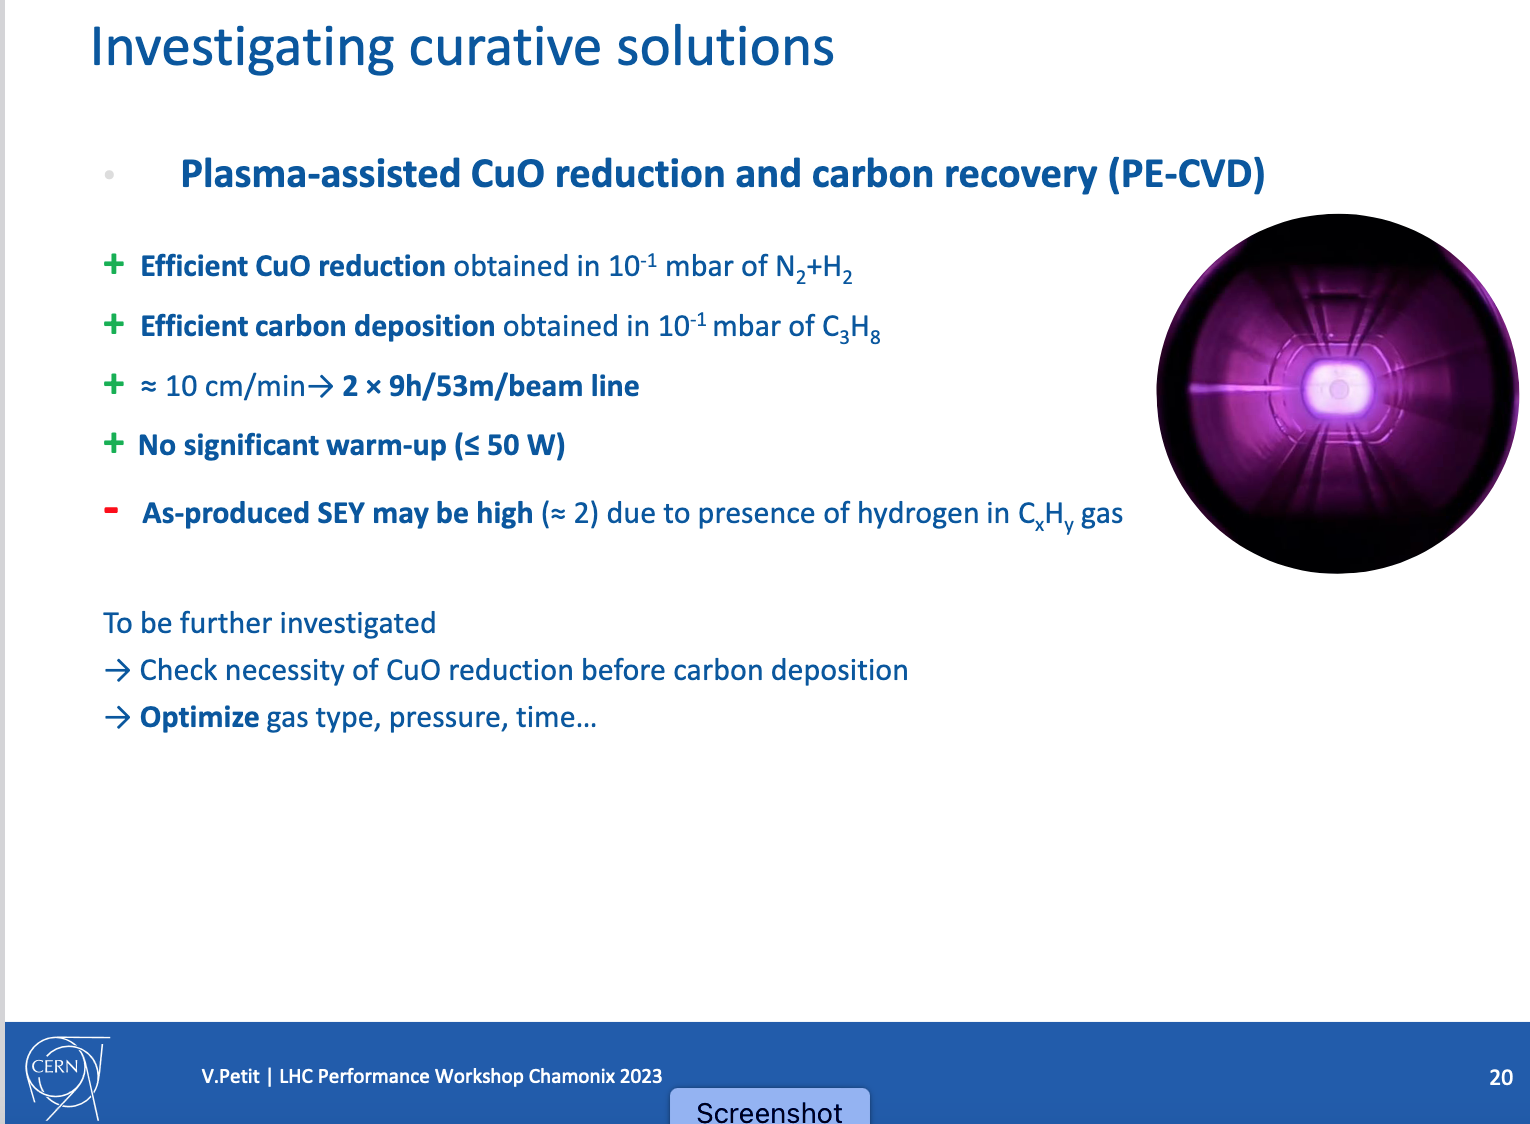 Investigating curative solutions
• Plasma-assisted CuO reduction and carbon recovery (PE-CVD)
+ Efficient CuO reduction obtained in 10⁻¹ mbar of N₂+H₂
+ Efficient carbon deposition obtained in 10⁻¹ mbar of C₃H₈
+ ≈ 10 cm/min→ 2 × 9h/53m/beam line
+ No significant warm-up (≤ 50 W)
- As-produced SEY may be high (≈ 2) due to presence of hydrogen in CₓHᵧ gas
To be further investigated
→ Check necessity of CuO reduction before carbon deposition
→ Optimize gas type, pressure, time...
CERN
V.Petit | LHC Performance Workshop Chamonix 2023
20
Screenshot